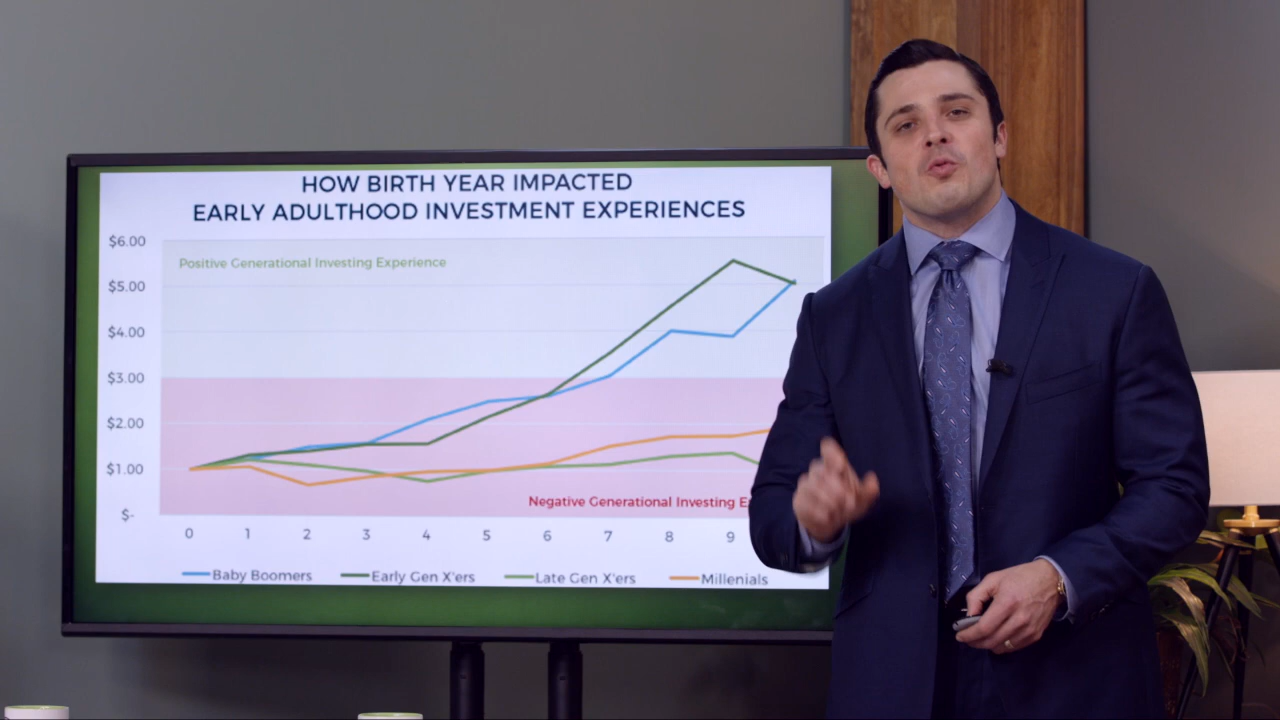 HOW BIRTH YEAR IMPACTED
EARLY ADULTHOOD INVESTMENT EXPERIENCES
$6.00
Positive Generational Investing Experience
$5.00
$4.00
$3.00
$2.00
$1.00
Negative Generational Investing
$-
0 1 2 3 4 5 6 7 8 9
Baby Boomers Early Gen X'ers Late Gen X'ers Millenials